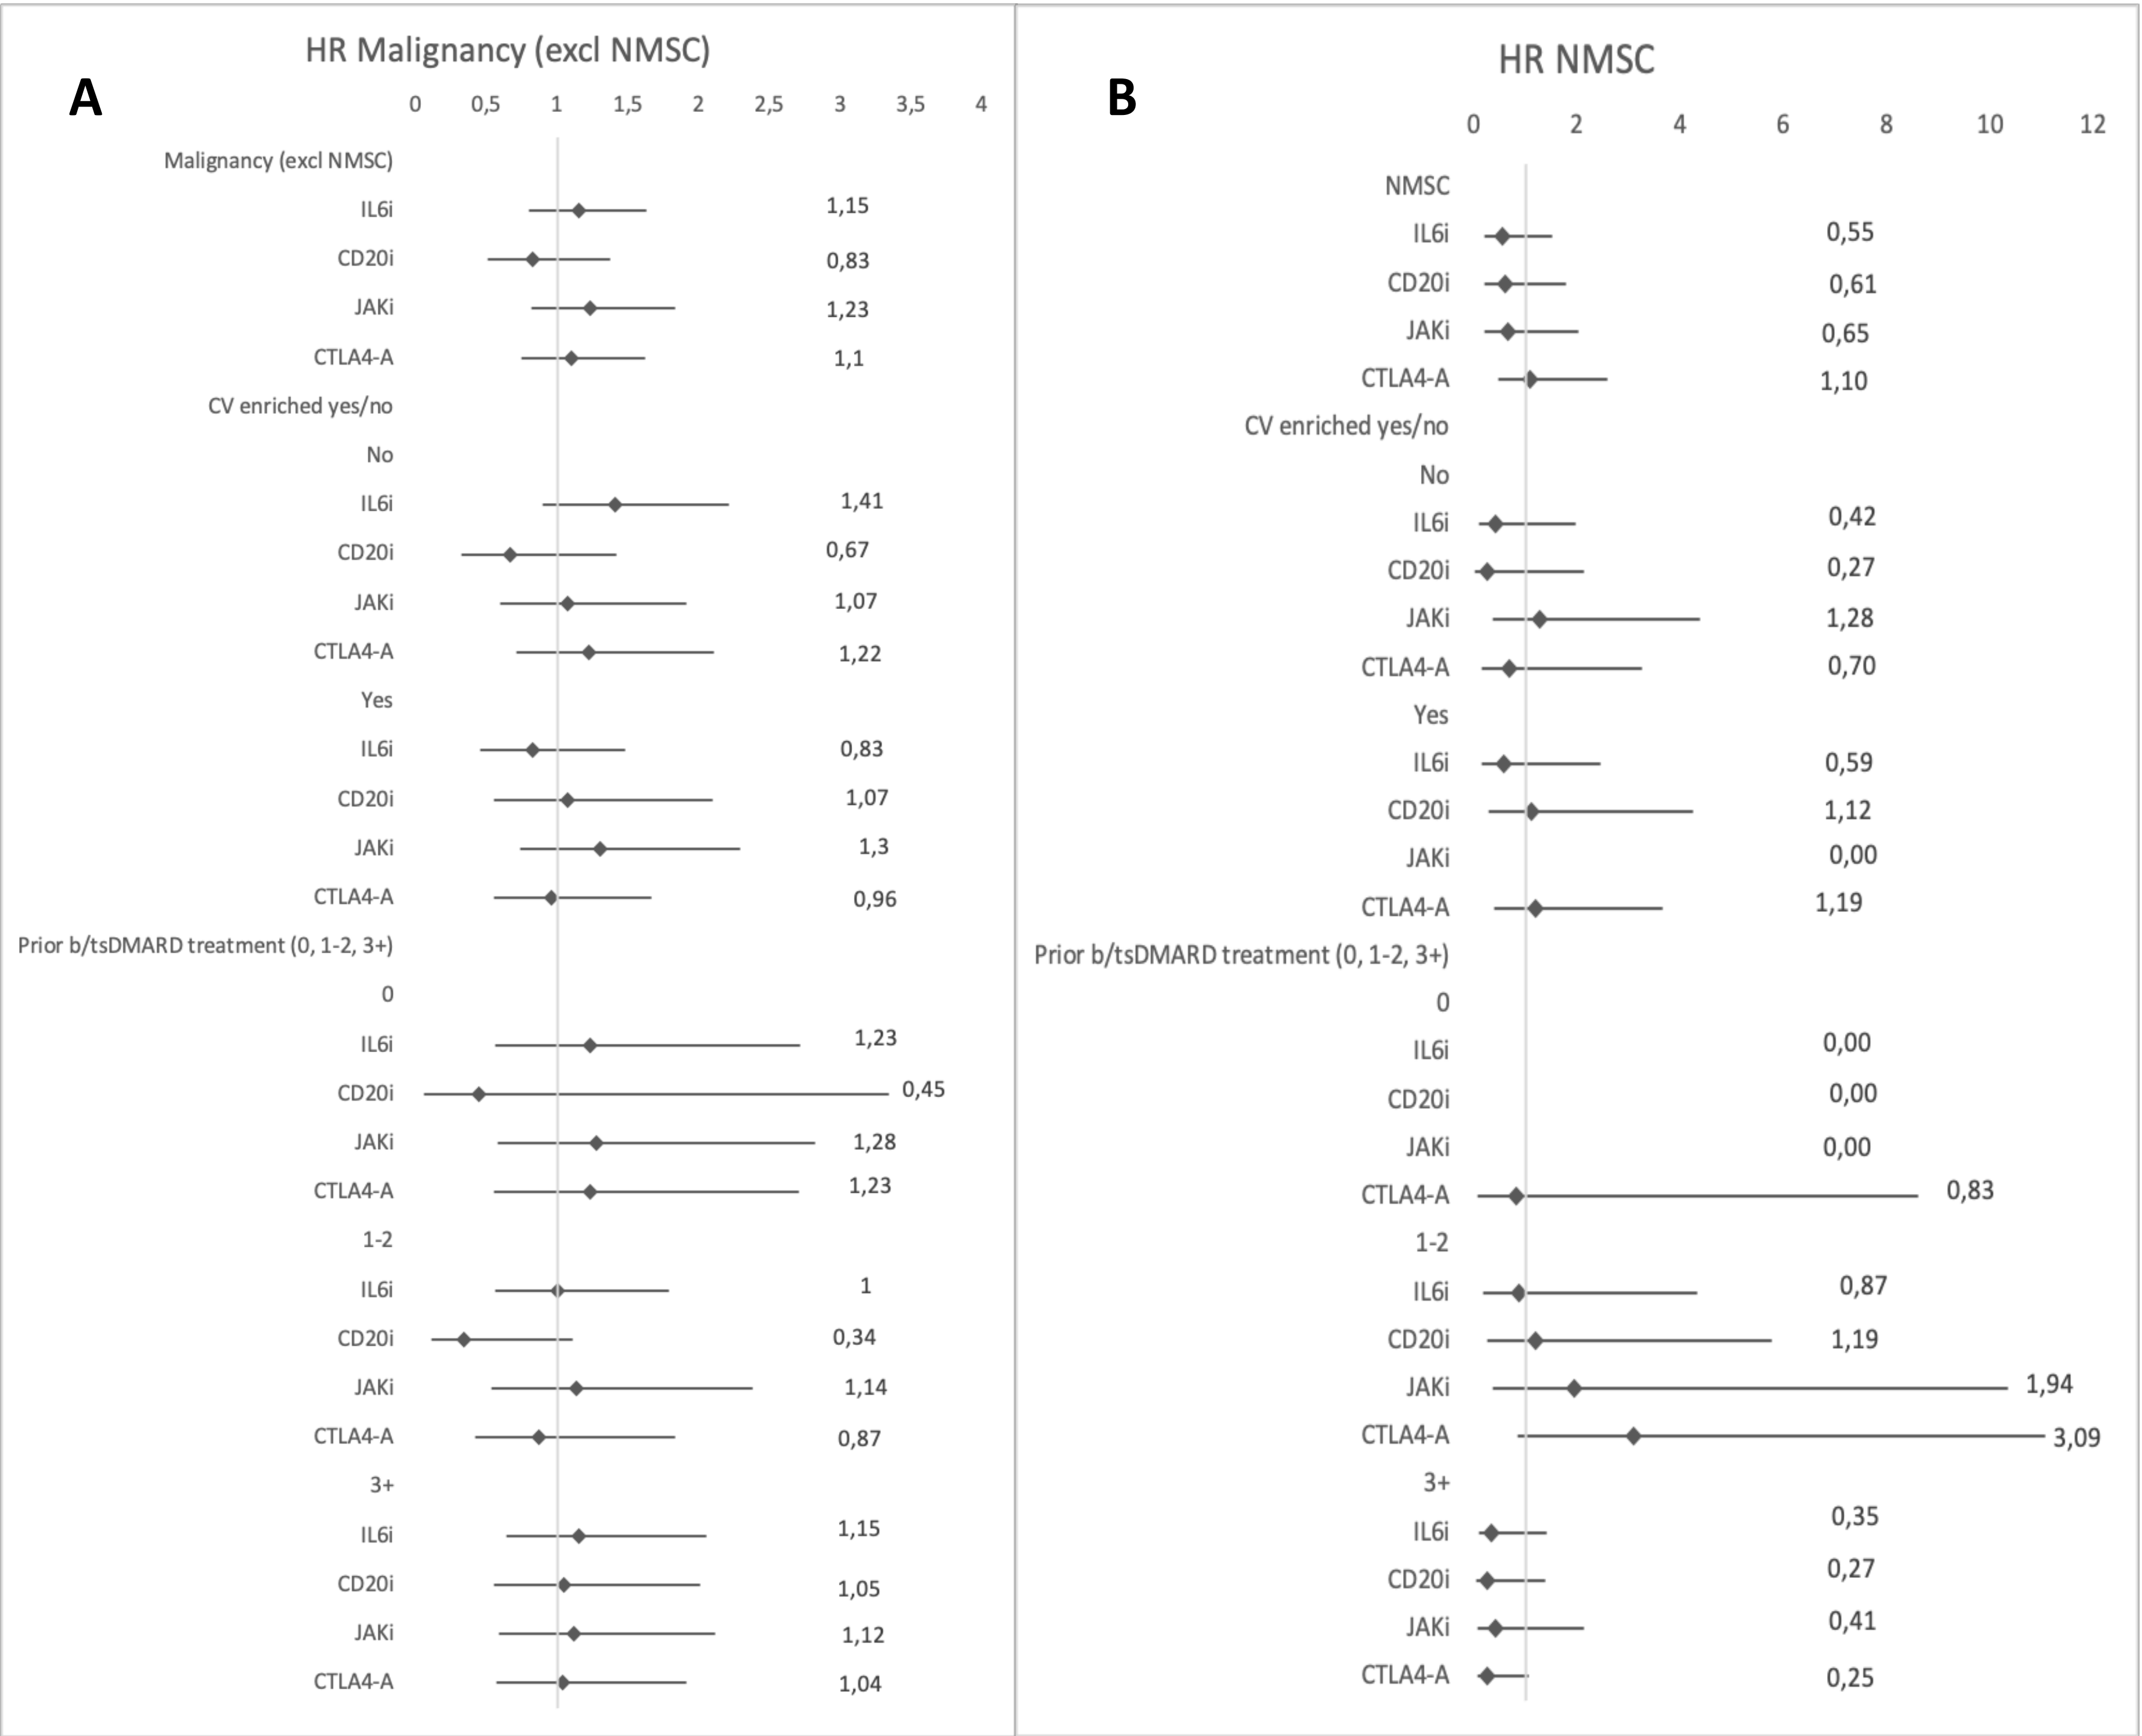 A
HR Malignancy (excl NMSC)
0 0,5 1 1,5 2 2,5 3 3,5 4
Malignancy (excl NMSC)
IL6i 1,15
CD20i 0,83
JAKi 1,23
CTLA4-A 1,1
CV enriched yes/no
No
IL6i 1,41
CD20i 0,67
JAKi 1,07
CTLA4-A 1,22
Yes
IL6i 0,83
CD20i 1,07
JAKi 1,3
CTLA4-A 0,96
Prior b/tsDMARD treatment (0, 1-2, 3+)
0
IL6i 1,23
CD20i 0,45
JAKi 1,28
CTLA4-A 1,23
1-2
IL6i 1
CD20i 0,34
JAKi 1,14
CTLA4-A 0,87
3+
IL6i 1,15
CD20i 1,05
JAKi 1,12
CTLA4-A 1,04
B
HR NMSC
0 2 4 6 8 10 12
NMSC
IL6i 0,55
CD20i 0,61
JAKi 0,65
CTLA4-A 1,10
CV enriched yes/no
No
IL6i 0,42
CD20i 0,27
JAKi 1,28
CTLA4-A 0,70
Yes
IL6i 0,59
CD20i 1,12
JAKi 0,00
CTLA4-A 1,19
Prior b/tsDMARD treatment (0, 1-2, 3+)
0
IL6i 0,00
CD20i 0,00
JAKi 0,00
CTLA4-A 0,83
1-2
IL6i 0,87
CD20i 1,19
JAKi 1,94
CTLA4-A 3,09
3+
IL6i 0,35
CD20i 0,27
JAKi 0,41
CTLA4-A 0,25